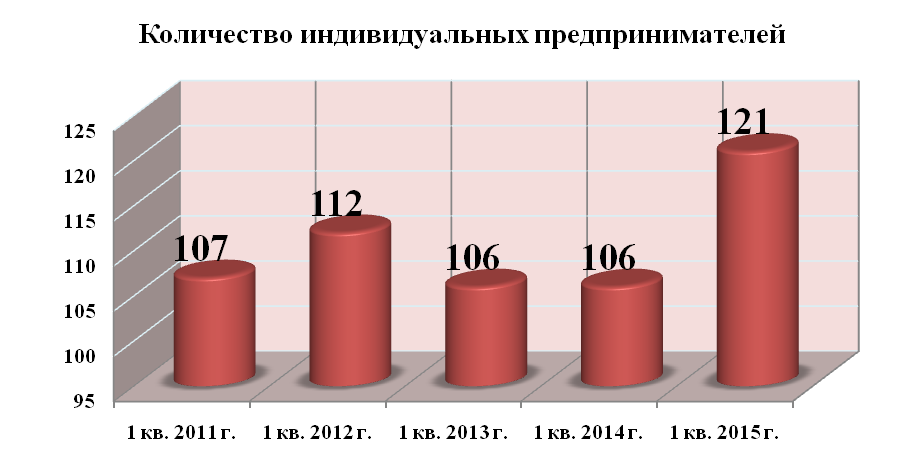 Количество индивидуальных предпринимателей
125
120
115
110
105
100
95
107
112
106
106
121
1 кв. 2011 г.
1 кв. 2012 г.
1 кв. 2013 г.
1 кв. 2014 г.
1 кв. 2015 г.